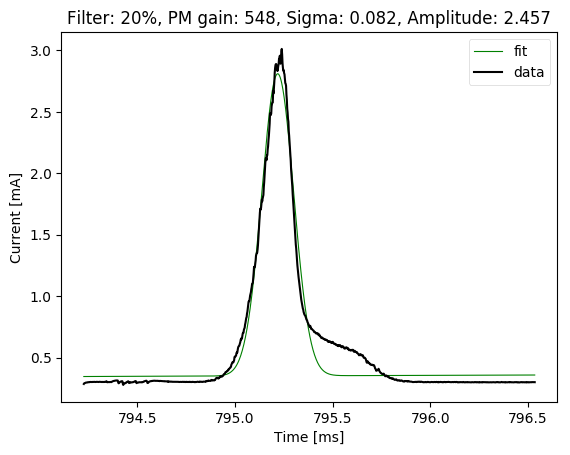 Filter: 20%, PM gain: 548, Sigma: 0.082, Amplitude: 2.457
fit
data
3.0
2.5
2.0
1.5
1.0
0.5
Current [mA]
794.5
795.0
795.5
796.0
796.5
Time [ms]